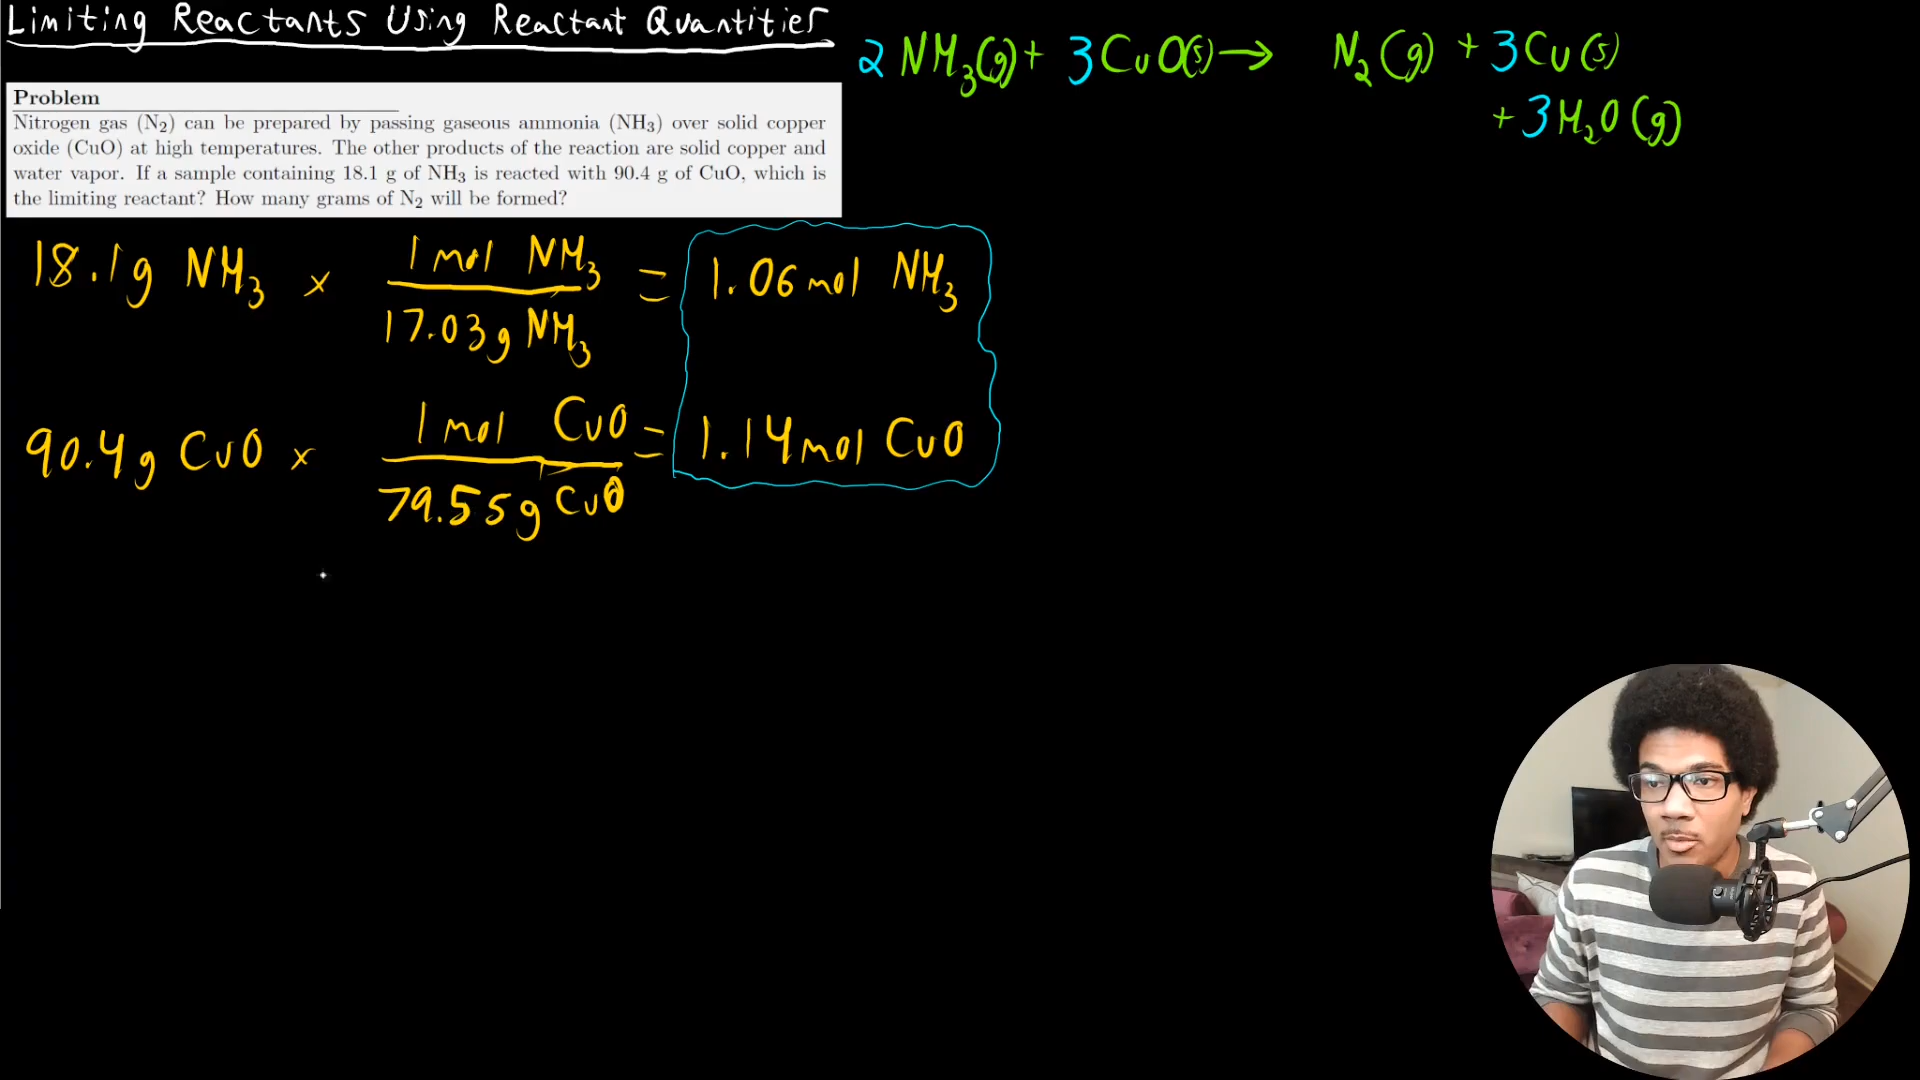 Limiting Reactants Using Reactant Quantities
2 NH₃(g) + 3CuO(s) → N₂(g) + 3Cu(s)
+ 3H₂O(g)
Problem
Nitrogen gas (N₂) can be prepared by passing gaseous ammonia (NH₃) over solid copper
oxide (CuO) at high temperatures. The other products of the reaction are solid copper and
water vapor. If a sample containing 18.1 g of NH₃ is reacted with 90.4 g of CuO, which is
the limiting reactant? How many grams of N₂ will be formed?
18.1g NH₃ × 1 mol NH₃ = 1.06 mol NH₃
17.03g NH₃
90.4g CuO × 1 mol CuO = 1.14 mol CuO
79.55g CuO